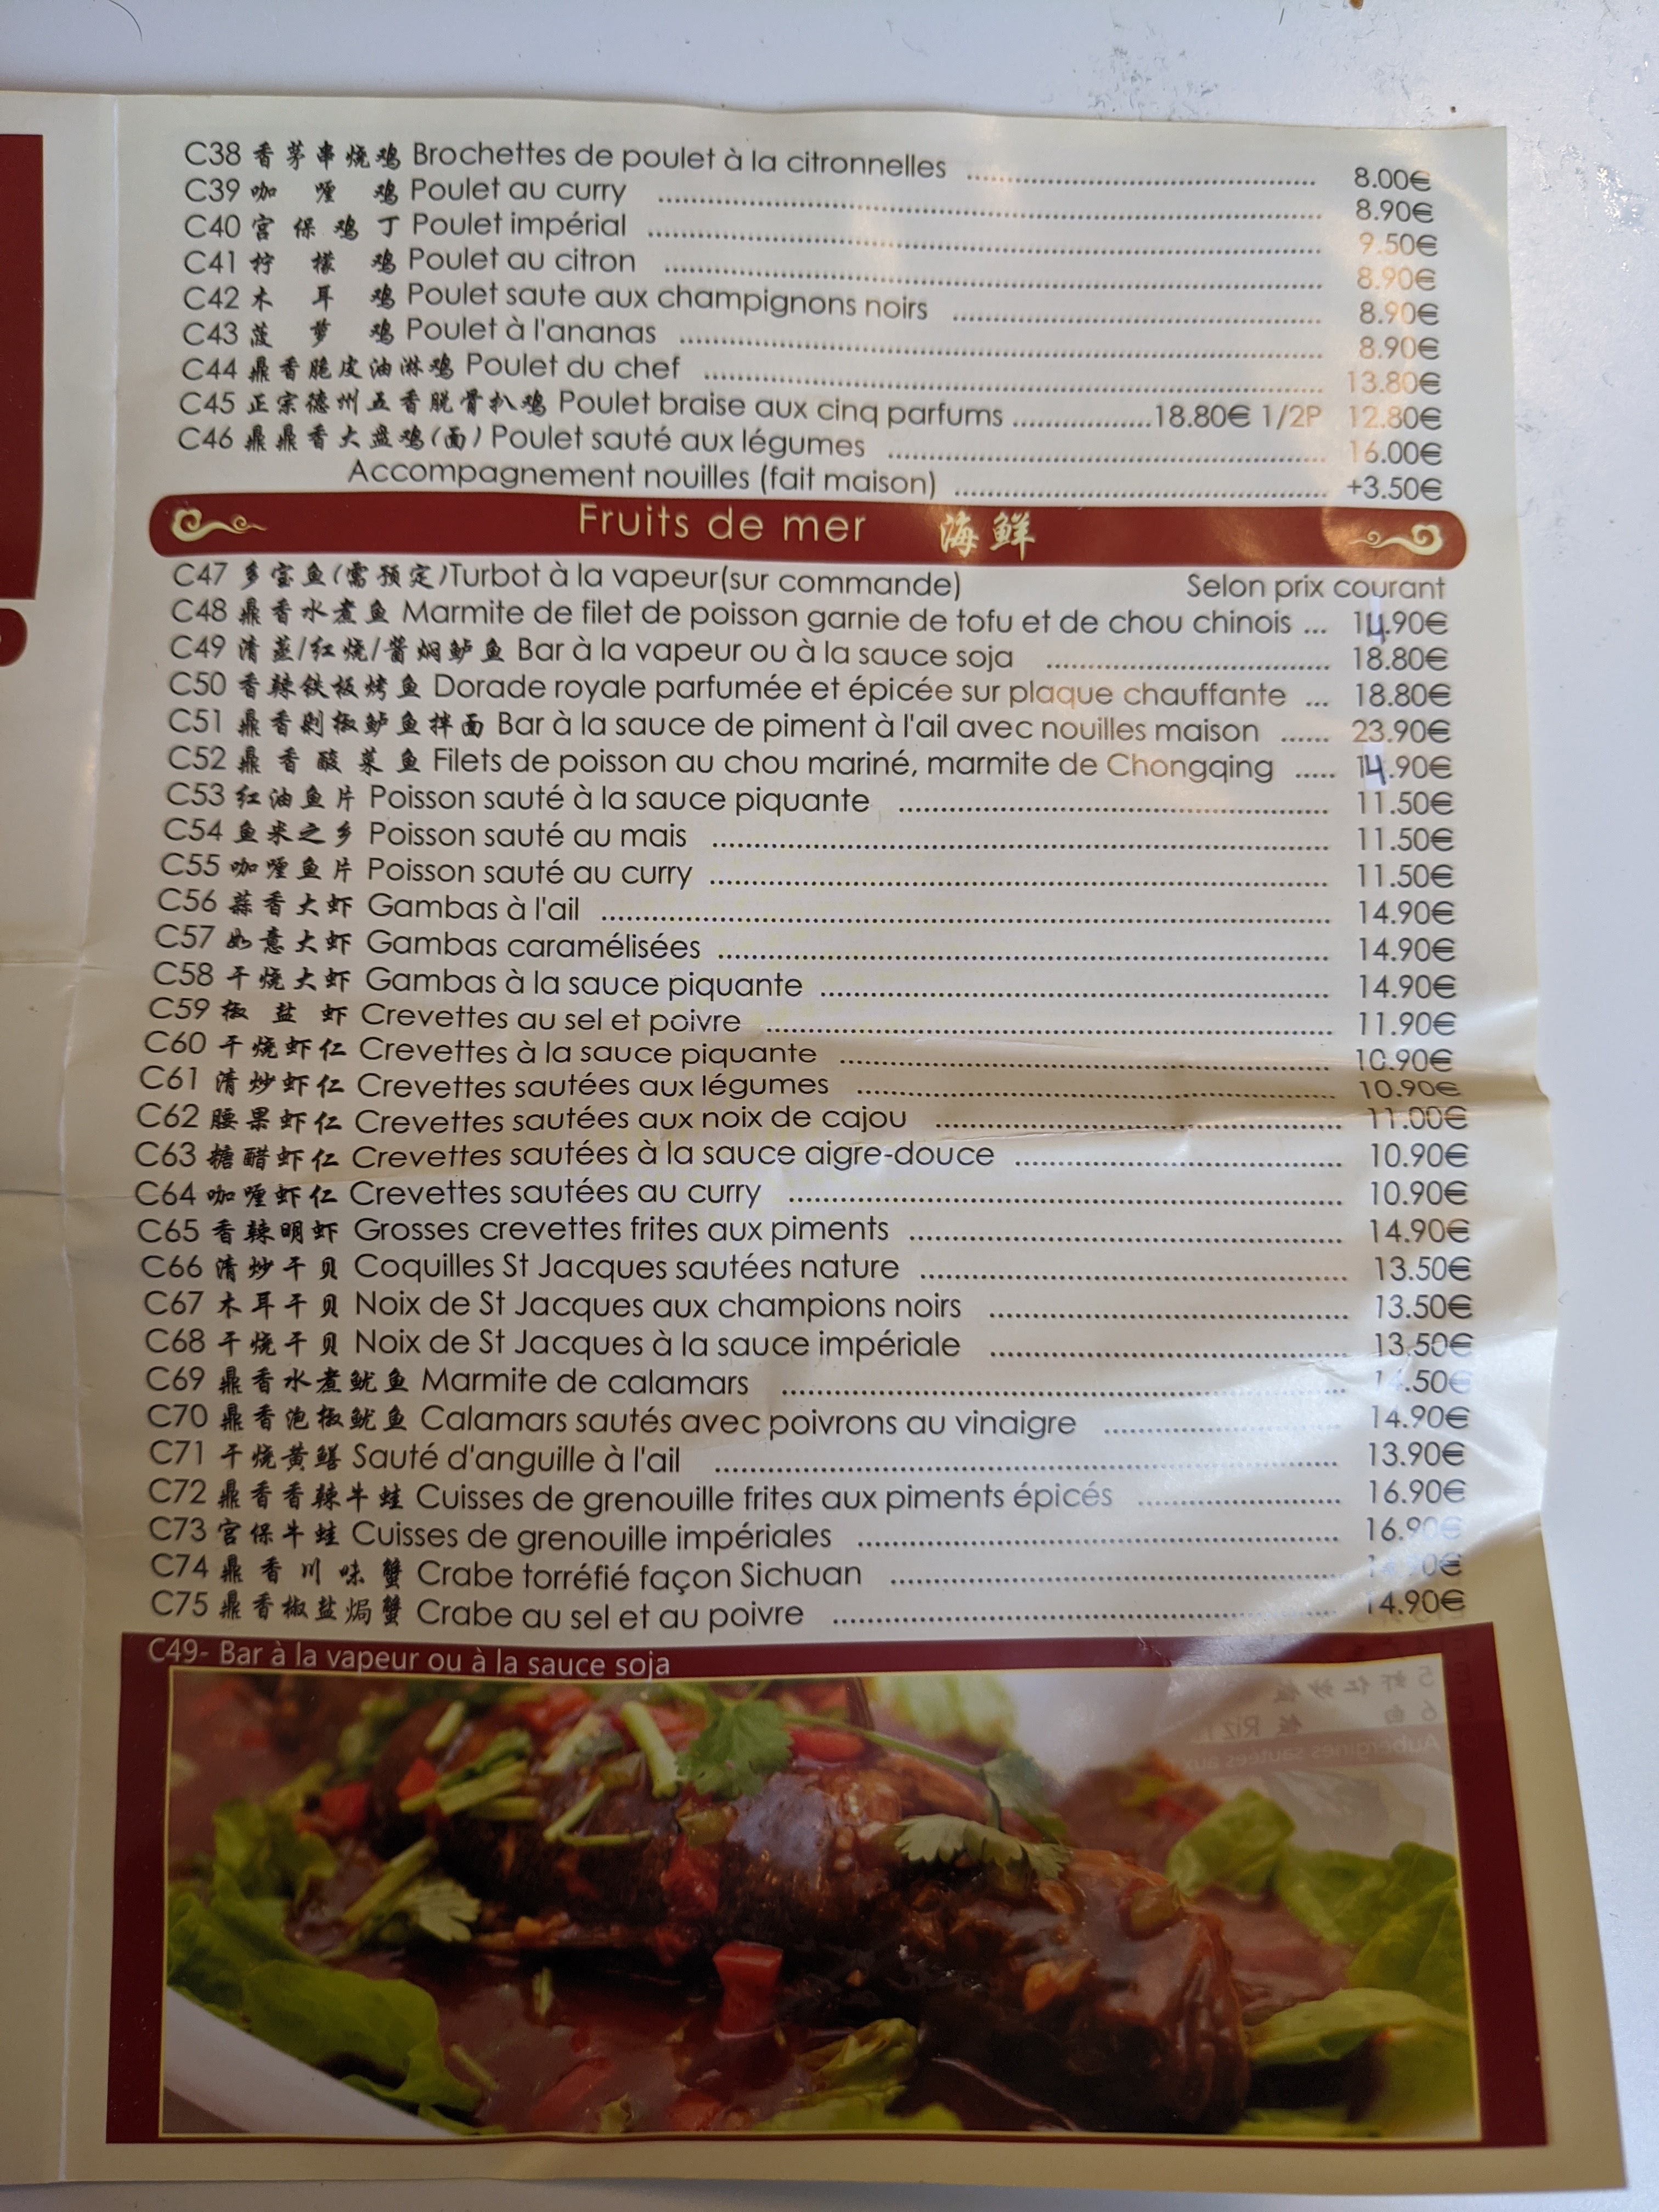 C38 香茅串烧鸡 Brochettes de poulet à la citronnelles ........ 8.00€
C39 咖喱鸡 Poulet au curry ........ 8.90€
C40 宫保鸡丁 Poulet impérial ........ 9.50€
C41 柠檬鸡 Poulet au citron ........ 8.90€
C42 木耳鸡 Poulet saute aux champignons noirs ........ 8.90€
C43 菠萝鸡 Poulet à l'ananas ........ 8.90€
C44 鼎香脆皮油淋鸡 Poulet du chef ........ 13.80€
C45 正宗德州五香脱骨扒鸡 Poulet braise aux cinq parfums ........ 18.80€ 1/2P 12.80€
C46 鼎鼎香大盘鸡(面) Poulet sauté aux légumes ........ 16.00€
Accompagnement nouilles (fait maison) ........ +3.50€
Fruits de mer 海鲜
C47 多宝鱼(需预定)Turbot à la vapeur(sur commande) Selon prix courant
C48 鼎香水煮鱼 Marmite de filet de poisson garnie de tofu et de chou chinois ... 14.90€
C49 清蒸/红烧/酱焖鲈鱼 Bar à la vapeur ou à la sauce soja ........ 18.80€
C50 香辣铁板烤鱼 Dorade royale parfumée et épicée sur plaque chauffante ... 18.80€
C51 鼎香剁椒鲈鱼拌面 Bar à la sauce de piment à l'ail avec nouilles maison ...... 23.90€
C52 鼎香酸菜鱼 Filets de poisson au chou mariné, marmite de Chongqing ..... 14.90€
C53 红油鱼片 Poisson sauté à la sauce piquante ........ 11.50€
C54 鱼米之乡 Poisson sauté au mais ........ 11.50€
C55 咖喱鱼片 Poisson sauté au curry ........ 11.50€
C56 蒜香大虾 Gambas à l'ail ........ 14.90€
C57 如意大虾 Gambas caramélisées ........ 14.90€
C58 干烧大虾 Gambas à la sauce piquante ........ 14.90€
C59 椒盐虾 Crevettes au sel et poivre ........ 11.90€
C60 干烧虾仁 Crevettes à la sauce piquante ........ 10.90€
C61 清炒虾仁 Crevettes sautées aux légumes ........ 10.90€
C62 腰果虾仁 Crevettes sautées aux noix de cajou ........ 11.00€
C63 糖醋虾仁 Crevettes sautées à la sauce aigre-douce ........ 10.90€
C64 咖喱虾仁 Crevettes sautées au curry ........ 10.90€
C65 香辣明虾 Grosses crevettes frites aux piments ........ 14.90€
C66 清炒干贝 Coquilles St Jacques sautées nature ........ 13.50€
C67 木耳干贝 Noix de St Jacques aux champions noirs ........ 13.50€
C68 干烧干贝 Noix de St Jacques à la sauce impériale ........ 13.50€
C69 鼎香水煮鱿鱼 Marmite de calamars ........ 14.50€
C70 鼎香泡椒鱿鱼 Calamars sautés avec poivrons au vinaigre ........ 14.90€
C71 干烧黄鳝 Sauté d'anguille à l'ail ........ 13.90€
C72 鼎香香辣牛蛙 Cuisses de grenouille frites aux piments épicés ........ 16.90€
C73 宫保牛蛙 Cuisses de grenouille impériales ........ 16.90€
C74 鼎香川味蟹 Crabe torréfié façon Sichuan ........
C75 鼎香椒盐焗蟹 Crabe au sel et au poivre ........ 14.90€
C49- Bar à la vapeur ou à la sauce soja